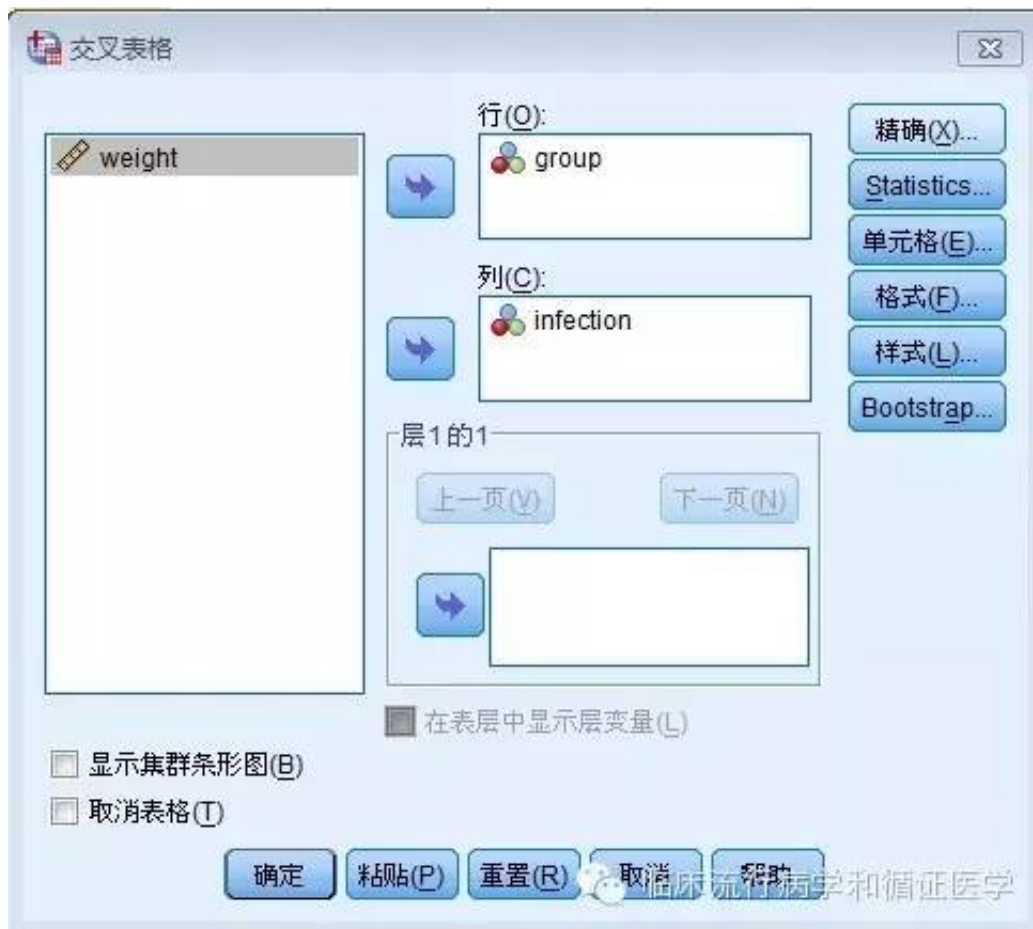 交叉表格
weight
行(O):
group
列(C):
infection
层1的1
上一页(V)
下一页(N)
在表层中显示层变量(L)
显示集群条形图(B)
取消表格(T)
精确(X)...
Statistics...
单元格(E)...
格式(F)...
样式(L)...
Bootstrap...
确定
粘贴(P)
重置(R)
取消
帮助
临床流行病学和循证医学